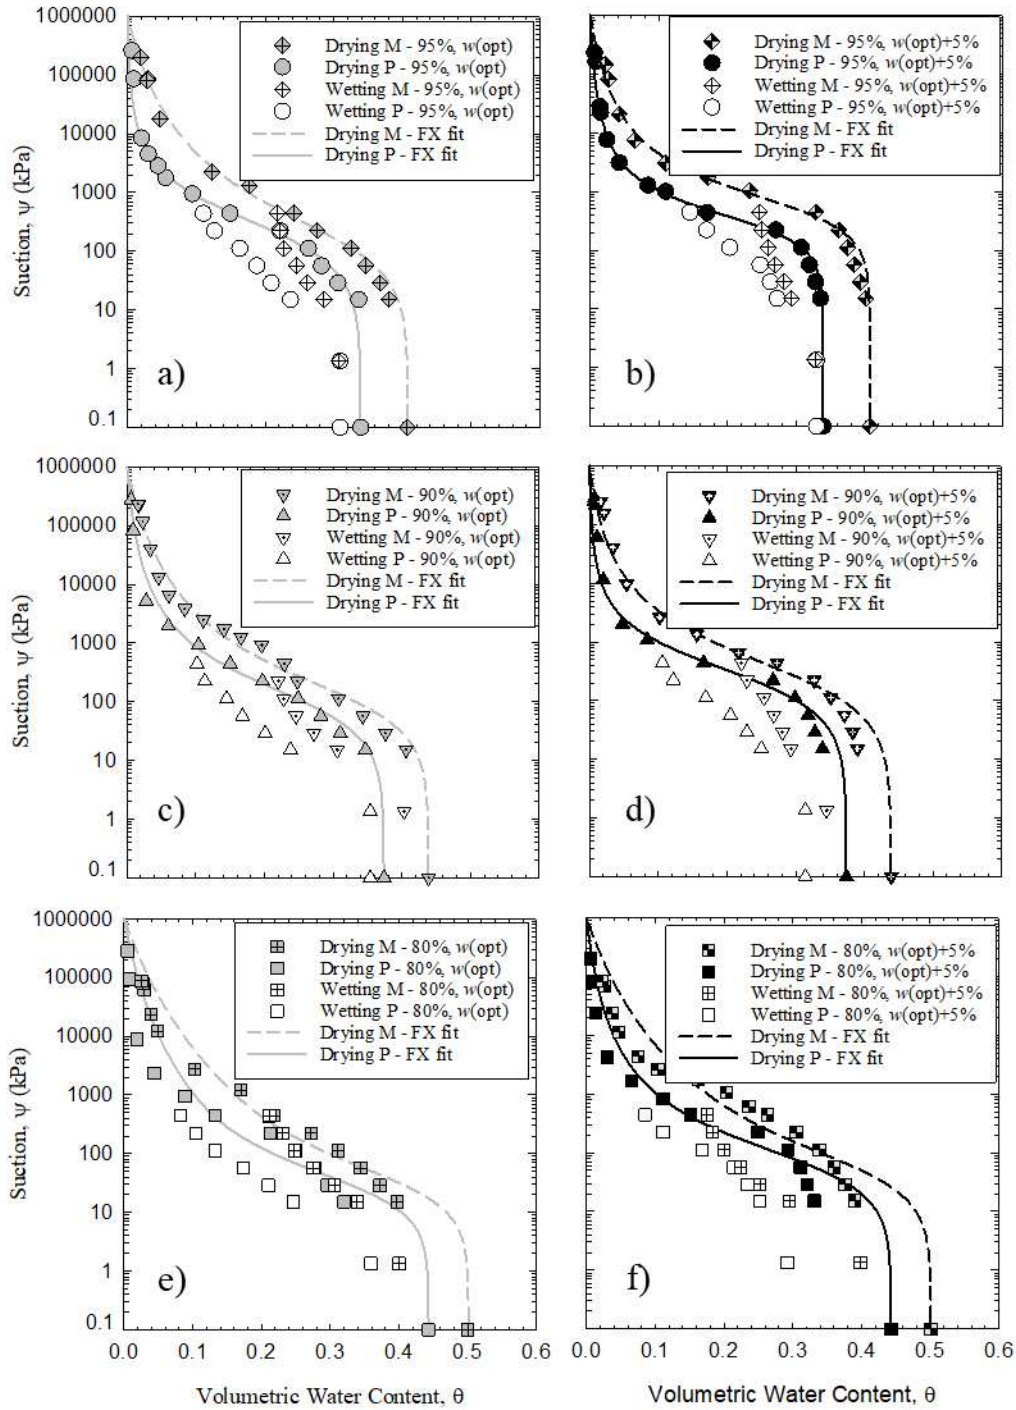 1000000
100000
10000
1000
100
10
1
0.1
Suction, ψ (kPa)
Drying M - 95%, w(opt)
Drying P - 95%, w(opt)
Wetting M - 95%, w(opt)
Wetting P - 95%, w(opt)
Drying M - FX fit
Drying P - FX fit
a)
Drying M - 95%, w(opt)+5%
Drying P - 95%, w(opt)+5%
Wetting M - 95%, w(opt)+5%
Wetting P - 95%, w(opt)+5%
Drying M - FX fit
Drying P - FX fit
b)
1000000
100000
10000
1000
100
10
1
0.1
Suction, ψ (kPa)
Drying M - 90%, w(opt)
Drying P - 90%, w(opt)
Wetting M - 90%, w(opt)
Wetting P - 90%, w(opt)
Drying M - FX fit
Drying P - FX fit
c)
Drying M - 90%, w(opt)+5%
Drying P - 90%, w(opt)+5%
Wetting M - 90%, w(opt)+5%
Wetting P - 90%, w(opt)+5%
Drying M - FX fit
Drying P - FX fit
d)
1000000
100000
10000
1000
100
10
1
0.1
Suction, ψ (kPa)
Drying M - 80%, w(opt)
Drying P - 80%, w(opt)
Wetting M - 80%, w(opt)
Wetting P - 80%, w(opt)
Drying M - FX fit
Drying P - FX fit
e)
0.0 0.1 0.2 0.3 0.4 0.5 0.6
Volumetric Water Content, θ
Drying M - 80%, w(opt)+5%
Drying P - 80%, w(opt)+5%
Wetting M - 80%, w(opt)+5%
Wetting P - 80%, w(opt)+5%
Drying M - FX fit
Drying P - FX fit
f)
0.0 0.1 0.2 0.3 0.4 0.5 0.6
Volumetric Water Content, θ